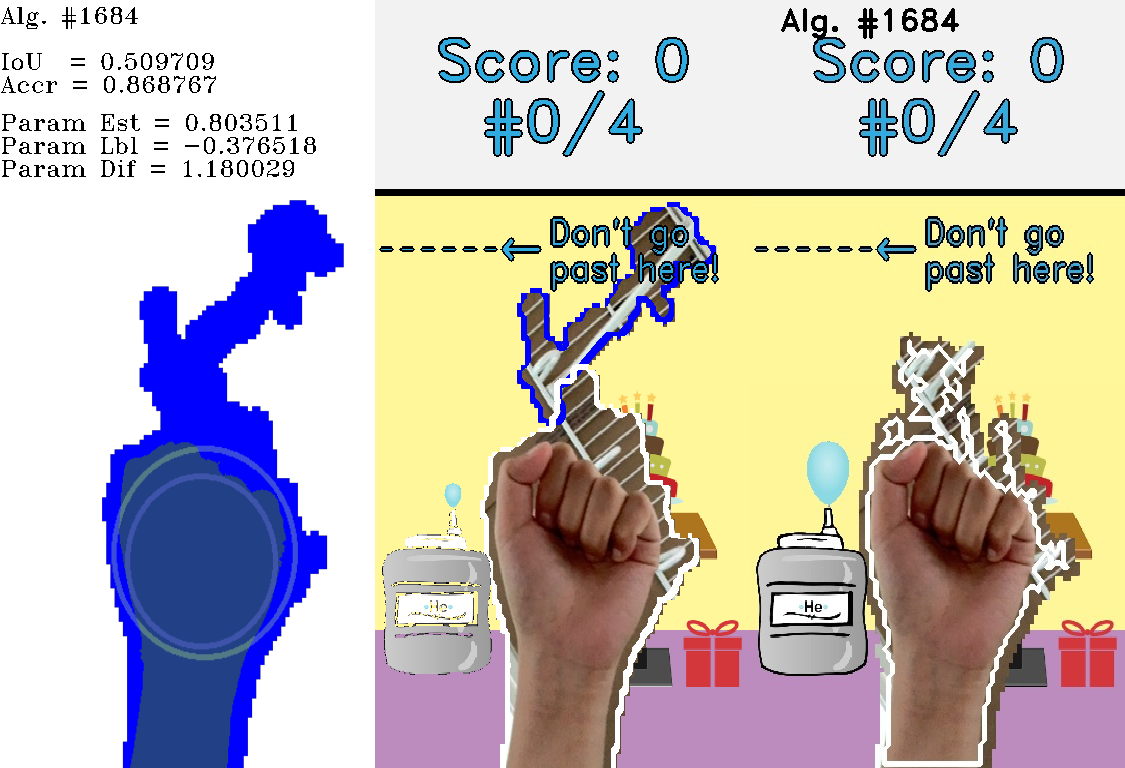 Alg. #1684
IoU = 0.509709
Accr = 0.868767
Param Est = 0.803511
Param Lbl = −0.376518
Param Dif = 1.180029
Score: 0
#0/4
Don't go
past here!
He
Alg. #1684
Score: 0
#0/4
Don't go
past here!
He